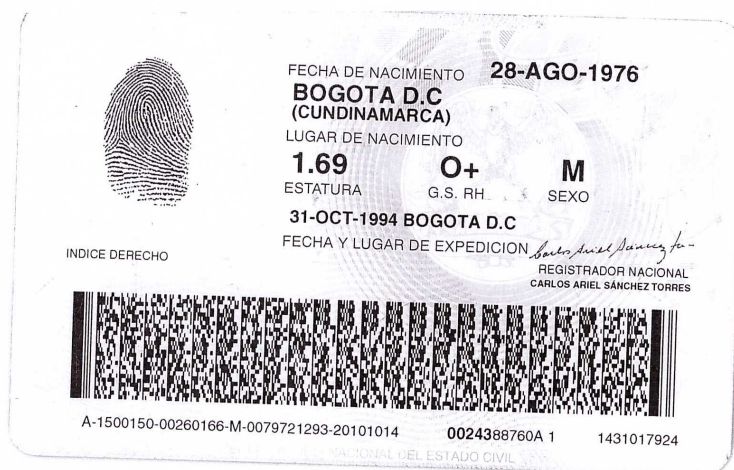 FECHA DE NACIMIENTO 28-AGO-1976
BOGOTA D.C
(CUNDINAMARCA)
LUGAR DE NACIMIENTO
1.69 O+ M
ESTATURA G.S. RH SEXO
31-OCT-1994 BOGOTA D.C
FECHA Y LUGAR DE EXPEDICION
INDICE DERECHO
REGISTRADOR NACIONAL
CARLOS ARIEL SÁNCHEZ TORRES
A-1500150-00260166-M-0079721293-20101014 0024388760A 1 1431017924
NACIONAL DEL ESTADO CIVIL